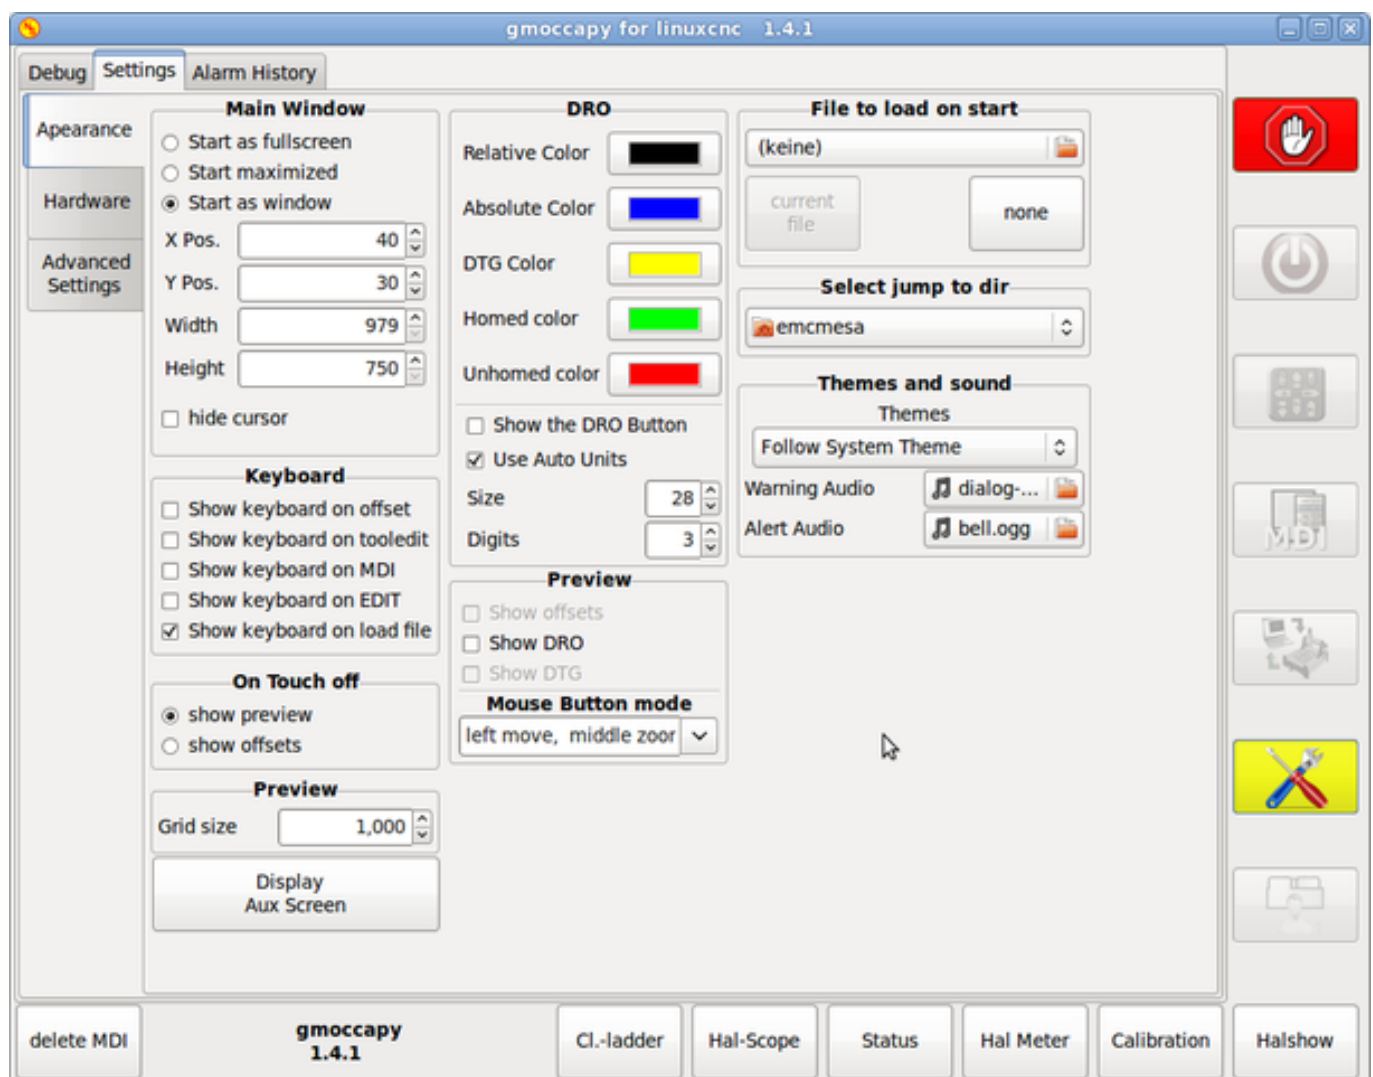 gmoccapy for linuxcnc 1.4.1
Debug
Settings
Alarm History
Apearance
Hardware
Advanced
Settings
Main Window
Start as fullscreen
Start maximized
Start as window
X Pos. 40
Y Pos. 30
Width 979
Height 750
hide cursor
Keyboard
Show keyboard on offset
Show keyboard on tooledit
Show keyboard on MDI
Show keyboard on EDIT
Show keyboard on load file
On Touch off
show preview
show offsets
Preview
Grid size 1,000
Display
Aux Screen
DRO
Relative Color
Absolute Color
DTG Color
Homed color
Unhomed color
Show the DRO Button
Use Auto Units
Size 28
Digits 3
Preview
Show offsets
Show DRO
Show DTG
Mouse Button mode
left move, middle zoor
File to load on start
(keine)
current
file
none
Select jump to dir
emcmesa
Themes and sound
Themes
Follow System Theme
Warning Audio dialog-...
Alert Audio bell.ogg
MDI
delete MDI
gmoccapy
1.4.1
Cl.-ladder
Hal-Scope
Status
Hal Meter
Calibration
Halshow